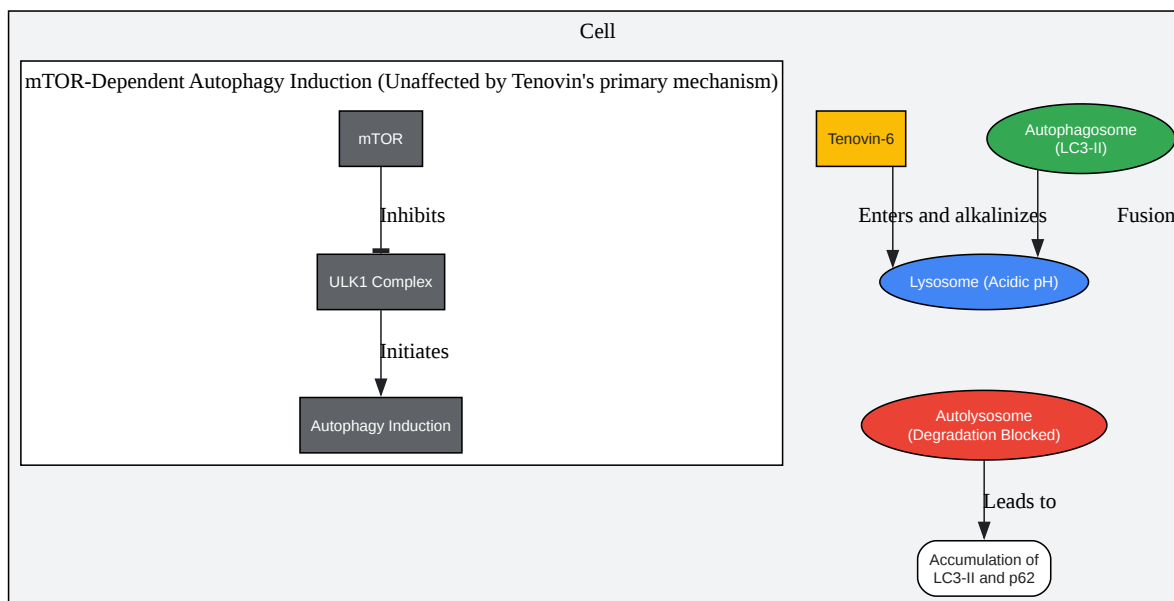 Cell
mTOR-Dependent Autophagy Induction (Unaffected by Tenovin's primary mechanism)
mTOR
Inhibits
ULK1 Complex
Initiates
Autophagy Induction
Tenovin-6
Autophagosome
(LC3-II)
Enters and alkalinizes
Fusion
Lysosome (Acidic pH)
Autolysosome
(Degradation Blocked)
Leads to
Accumulation of
LC3-II and p62